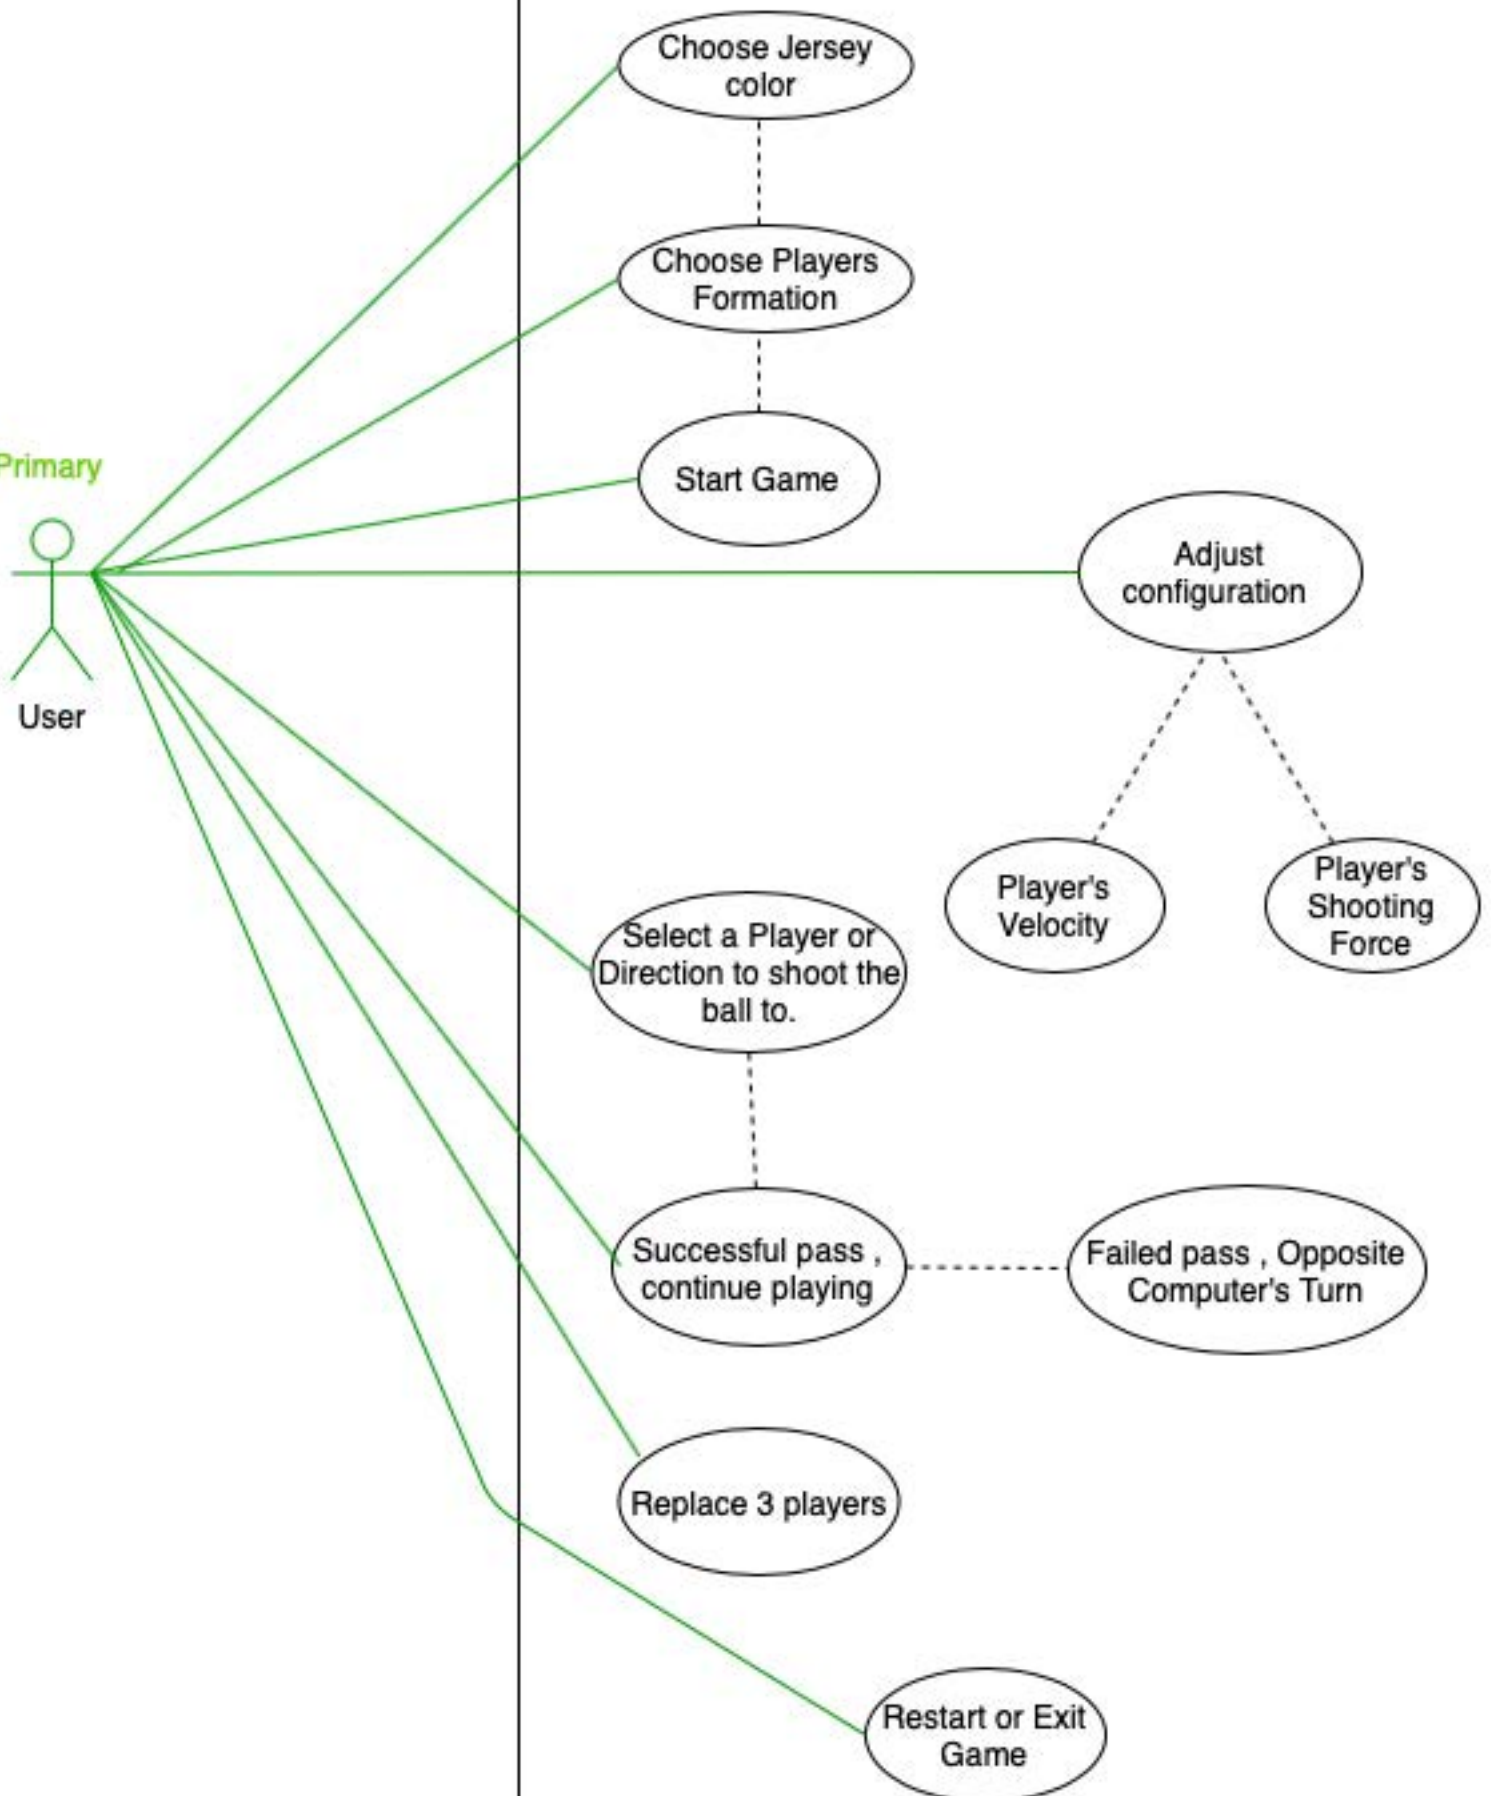 Choose Jersey
color
Choose Players
Formation
Primary
Start Game
Adjust
configuration
User
Player's
Velocity
Player's
Shooting
Force
Select a Player or
Direction to shoot the
ball to.
Successful pass ,
continue playing
Failed pass , Opposite
Computer's Turn
Replace 3 players
Restart or Exit
Game